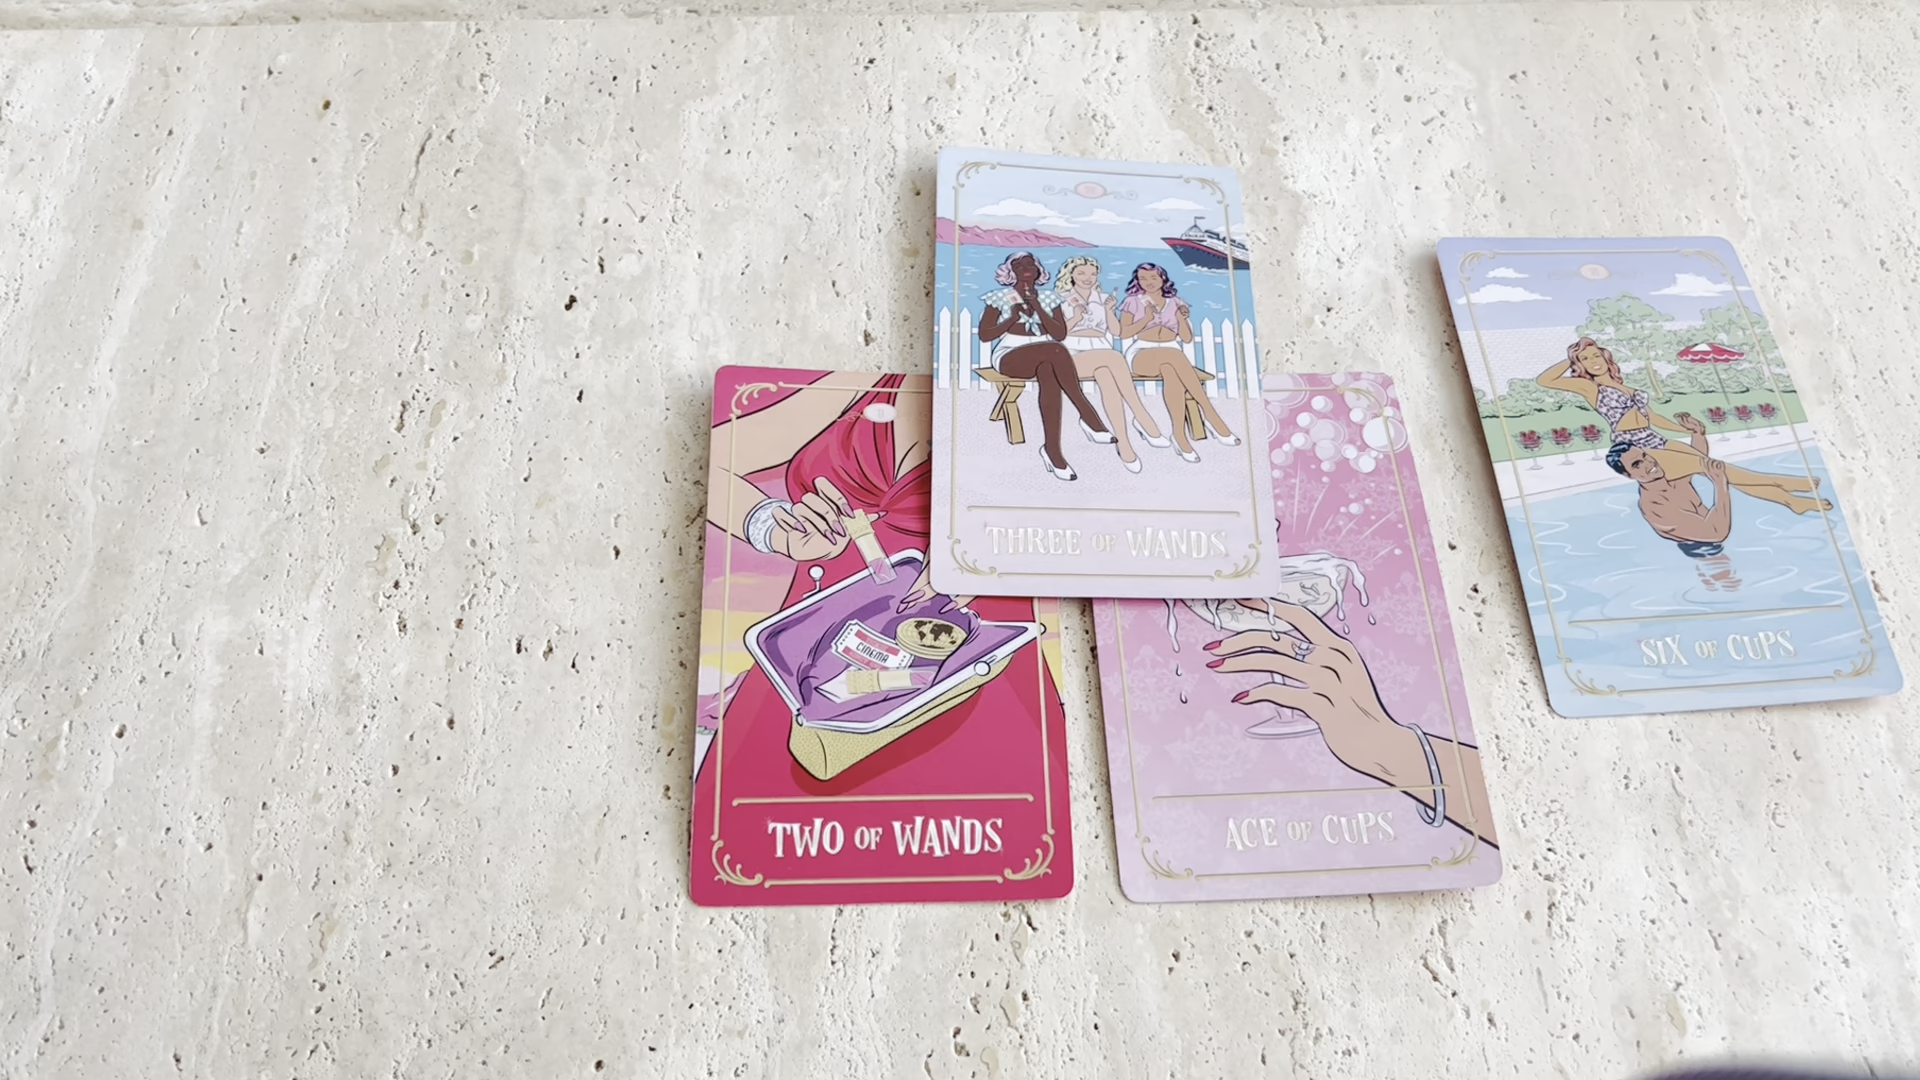 THREE OF WANDS
CINEMA
TWO OF WANDS
ACE OF CUPS
SIX OF CUPS